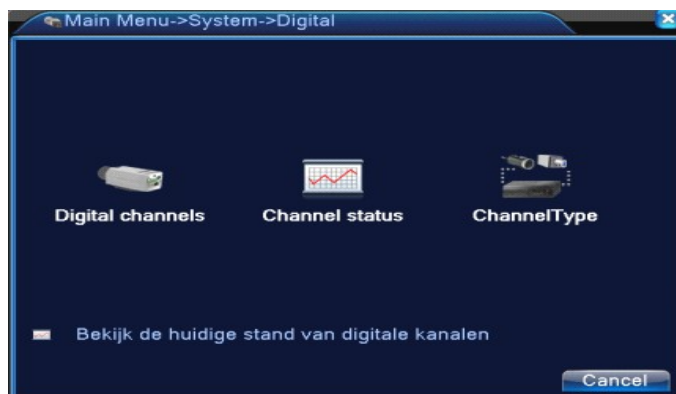 Main Menu->System->Digital
Digital channels
Channel status
ChannelType
Bekijk de huidige stand van digitale kanalen
Cancel